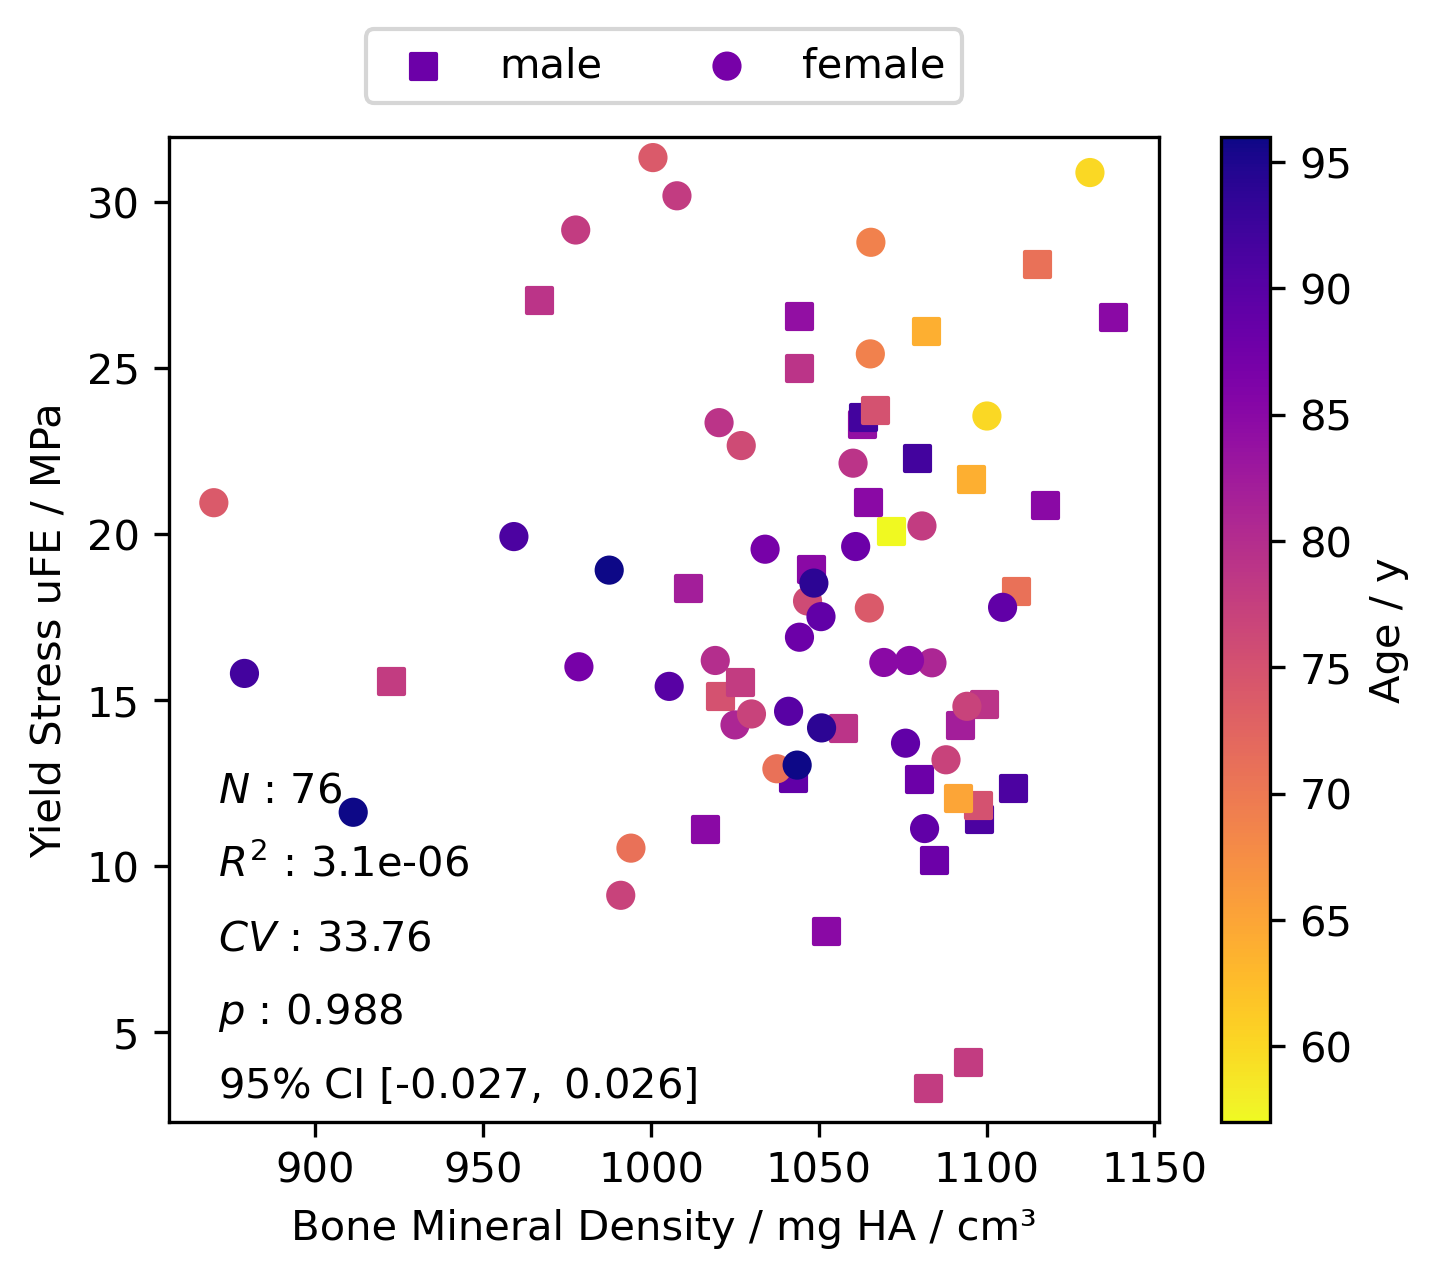 male female
30
25
20
15
10
5
Yield Stress uFE / MPa
N : 76
R² : 3.1e-06
CV : 33.76
p : 0.988
95% CI [-0.027, 0.026]
900 950 1000 1050 1100 1150
Bone Mineral Density / mg HA / cm³
95
90
85
80
75
70
65
60
Age / y